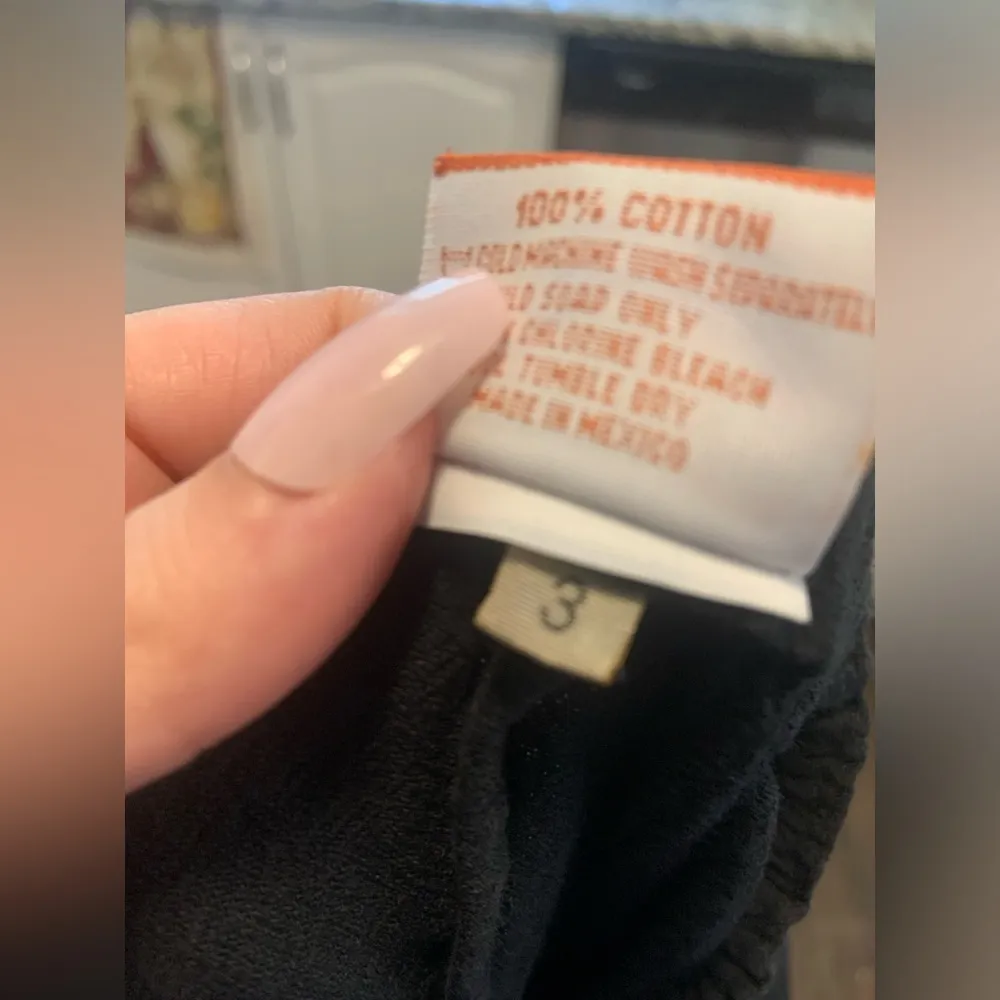 100% COTTON
COLD MACHINE WASH SEPARATELY
SOAP ONLY
CHLORINE BLEACH
TUMBLE DRY
MADE IN MEXICO
3